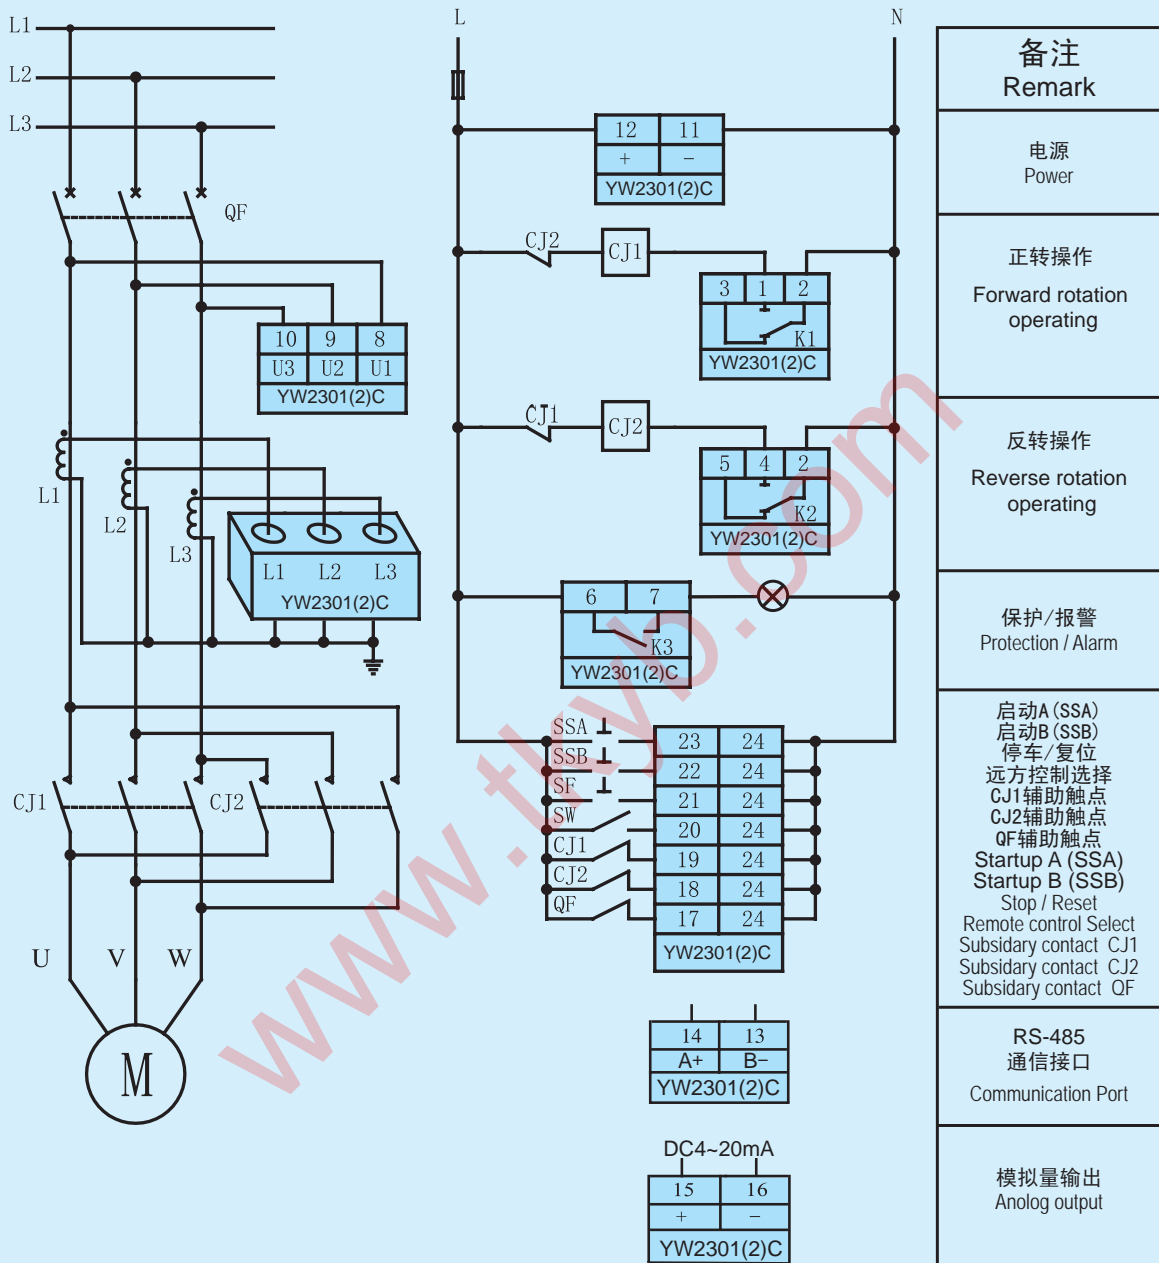 L1
L2
L3
QF
10 9 8
U3 U2 U1
YW2301(2)C
L1
L2
L3
L1 L2 L3
YW2301(2)C
CJ1
CJ2
U V W
M
L
N
12 11
+ −
YW2301(2)C
CJ2
CJ1
3 1 2
K1
YW2301(2)C
CJ1
CJ2
5 4 2
K2
YW2301(2)C
6 7
K3
YW2301(2)C
SSA 23 24
SSB 22 24
SF 21 24
SW 20 24
CJ1 19 24
CJ2 18 24
QF 17 24
YW2301(2)C
14 13
A+ B−
YW2301(2)C
DC4~20mA
15 16
+ −
YW2301(2)C
备注
Remark
电源
Power
正转操作
Forward rotation
operating
反转操作
Reverse rotation
operating
保护/报警
Protection / Alarm
启动A(SSA)
启动B(SSB)
停车/复位
远方控制选择
CJ1辅助触点
CJ2辅助触点
QF辅助触点
Startup A (SSA)
Startup B (SSB)
Stop / Reset
Remote control Select
Subsidary contact CJ1
Subsidary contact CJ2
Subsidary contact QF
RS-485
通信接口
Communication Port
模拟量输出
Anolog output
www.tkyb.com